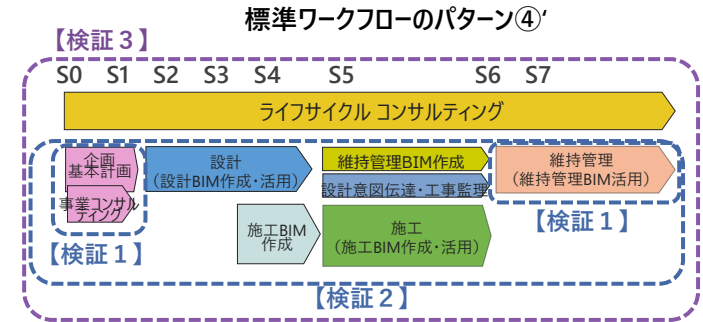 標準ワークフローのパターン④‘
【検証３】
S0 S1 S2 S3 S4 S5 S6 S7
ライフサイクル コンサルティング
企画
基本計画
事業コンサル
ティング
設計
（設計BIM作成・活用）
維持管理BIM作成
設計意図伝達・工事監理
維持管理
（維持管理BIM活用）
施工BIM
作成
施工
（施工BIM作成・活用）
【検証１】
【検証１】
【検証２】